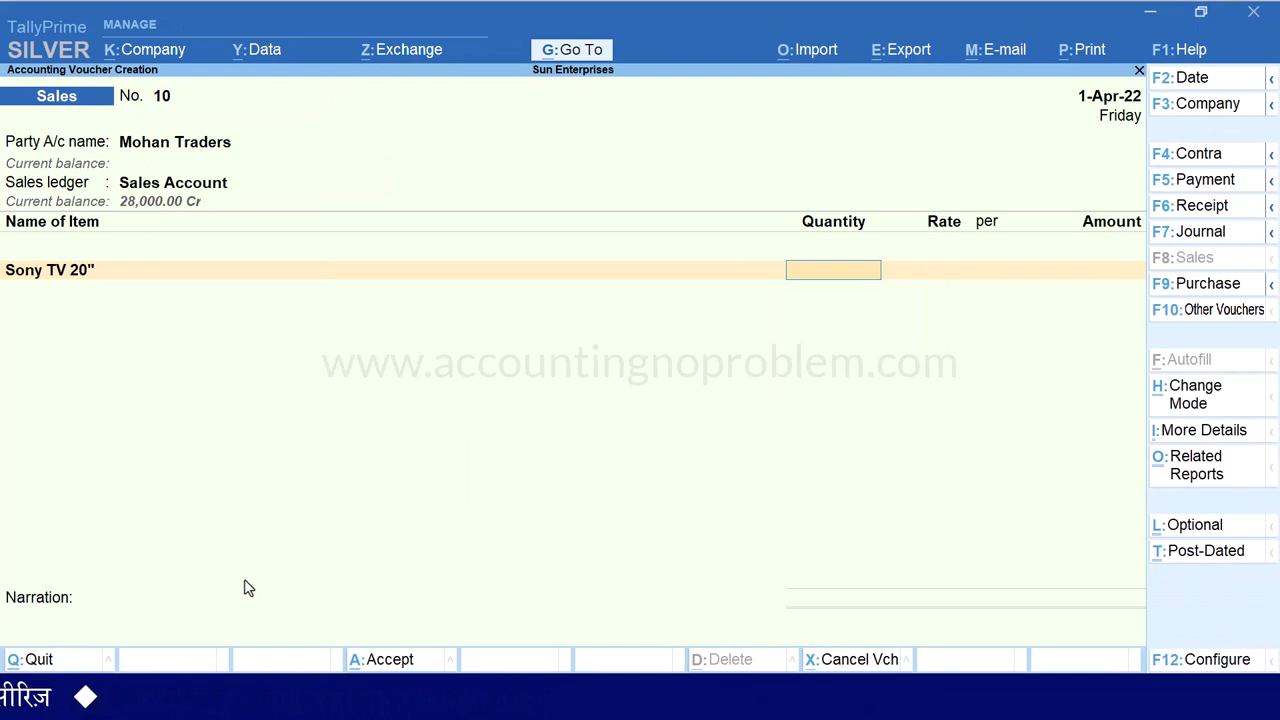 TallyPrime MANAGE
SILVER K:Company Y:Data Z:Exchange G:Go To O:Import E:Export M:E-mail P:Print F1:Help
Accounting Voucher Creation Sun Enterprises
Sales No. 10 1-Apr-22
Friday
Party A/c name: Mohan Traders
Current balance:
Sales ledger : Sales Account
Current balance: 28,000.00 Cr
Name of Item Quantity Rate per Amount
Sony TV 20"
www.accountingnoproblem.com
Narration:
Q:Quit A:Accept D:Delete X:Cancel Vch
F2:Date
F3:Company
F4:Contra
F5:Payment
F6:Receipt
F7:Journal
F8:Sales
F9:Purchase
F10:Other Vouchers
F:Autofill
H:Change
Mode
I:More Details
O:Related
Reports
L:Optional
T:Post-Dated
F12:Configure